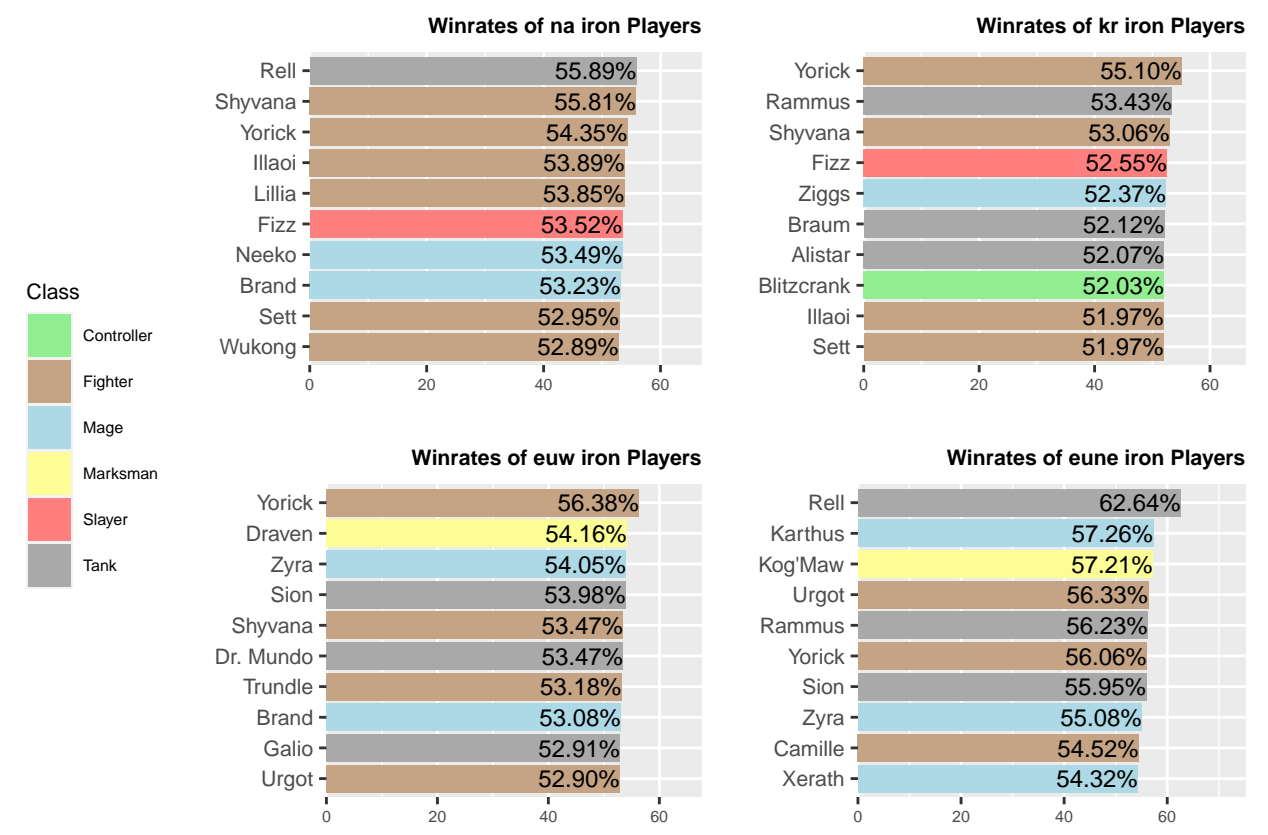 Winrates of na iron Players
Rell 55.89%
Shyvana 55.81%
Yorick 54.35%
Illaoi 53.89%
Lillia 53.85%
Fizz 53.52%
Neeko 53.49%
Brand 53.23%
Sett 52.95%
Wukong 52.89%
0 20 40 60
Winrates of kr iron Players
Yorick 55.10%
Rammus 53.43%
Shyvana 53.06%
Fizz 52.55%
Ziggs 52.37%
Braum 52.12%
Alistar 52.07%
Blitzcrank 52.03%
Illaoi 51.97%
Sett 51.97%
0 20 40 60
Class
Controller
Fighter
Mage
Marksman
Slayer
Tank
Winrates of euw iron Players
Yorick 56.38%
Draven 54.16%
Zyra 54.05%
Sion 53.98%
Shyvana 53.47%
Dr. Mundo 53.47%
Trundle 53.18%
Brand 53.08%
Galio 52.91%
Urgot 52.90%
0 20 40 60
Winrates of eune iron Players
Rell 62.64%
Karthus 57.26%
Kog'Maw 57.21%
Urgot 56.33%
Rammus 56.23%
Yorick 56.06%
Sion 55.95%
Zyra 55.08%
Camille 54.52%
Xerath 54.32%
0 20 40 60